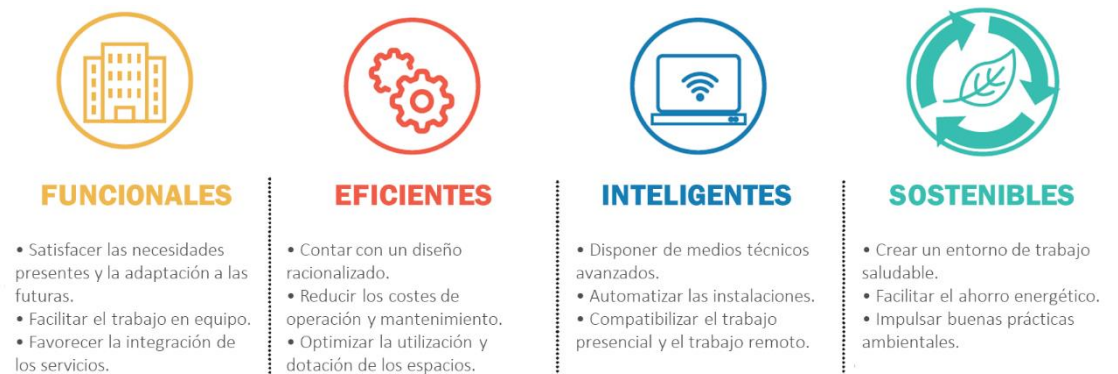 FUNCIONALES
• Satisfacer las necesidades
presentes y la adaptación a las
futuras.
• Facilitar el trabajo en equipo.
• Favorecer la integración de
los servicios.
EFICIENTES
• Contar con un diseño
racionalizado.
• Reducir los costes de
operación y mantenimiento.
• Optimizar la utilización y
dotación de los espacios.
INTELIGENTES
• Disponer de medios técnicos
avanzados.
• Automatizar las instalaciones.
• Compatibilizar el trabajo
presencial y el trabajo remoto.
SOSTENIBLES
• Crear un entorno de trabajo
saludable.
• Facilitar el ahorro energético.
• Impulsar buenas prácticas
ambientales.